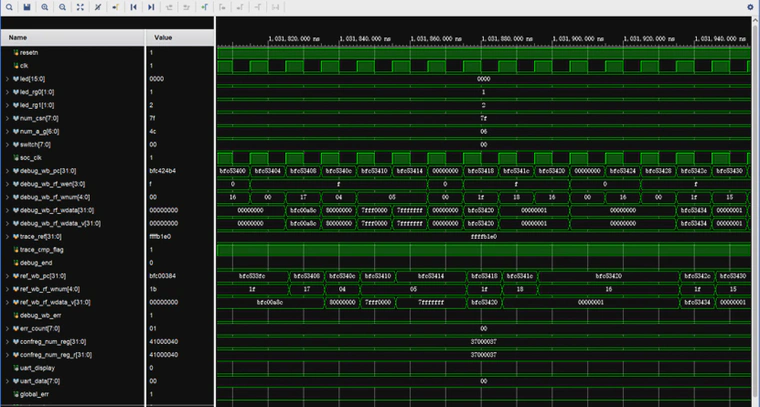 1,031,820.000 ns 1,031,840.000 ns 1,031,860.000 ns 1,031,880.000 ns 1,031,900.000 ns 1,031,920.000 ns 1,031,940.000 ns
Name Value
resetn 1
clk 1
led[15:0] 0000 0000
led_rg0[1:0] 1 1
led_rg1[1:0] 2 2
num_csn[7:0] 7f 7f
num_a_g[6:0] 4c 06
switch[7:0] 00 00
soc_clk 1
debug_wb_pc[31:0] bfc424b4 bfc53400 bfc53404 bfc53408 bfc5340c bfc53410 bfc53414 00000000 bfc53418 bfc5341c bfc53420 00000000 bfc53424 bfc53428 bfc5342c bfc53430
debug_wb_rf_wen[3:0] f 0 f 0 f 0 f
debug_wb_rf_wnum[4:0] 00 16 00 17 04 05 00 1f 18 16 00 16 00 1f 15
debug_wb_rf_wdata[31:0] 00000000 00000000 bfc00a8c 80000000 7fff0000 7fffffff 00000000 bfc53420 00000001 00000000 bfc53434 00000001
debug_wb_rf_wdata_v[31:0] 00000000 00000000 bfc00a8c 80000000 7fff0000 7fffffff 00000000 bfc53420 00000001 00000000 bfc53434 00000001
trace_ref[31:0] ffffb1e0 ffffb1e0
trace_cmp_flag 1
debug_end 0
ref_wb_pc[31:0] bfc00384 bfc533fc bfc53408 bfc5340c bfc53410 bfc53414 bfc53418 bfc5341c bfc53420 bfc5342c bfc53430
ref_wb_rf_wnum[4:0] 1b 1f 17 04 05 1f 18 16 1f 15
ref_wb_rf_wdata_v[31:0] 00000000 bfc00a8c 80000000 7fff0000 7fffffff bfc53420 00000001 bfc53434 00000001
debug_wb_err 1
err_count[7:0] 01 00
confreg_num_reg[31:0] 41000040 37000037
confreg_num_reg_r[31:0] 41000040 37000037
uart_display 0
uart_data[7:0] 00 00
global_err 1